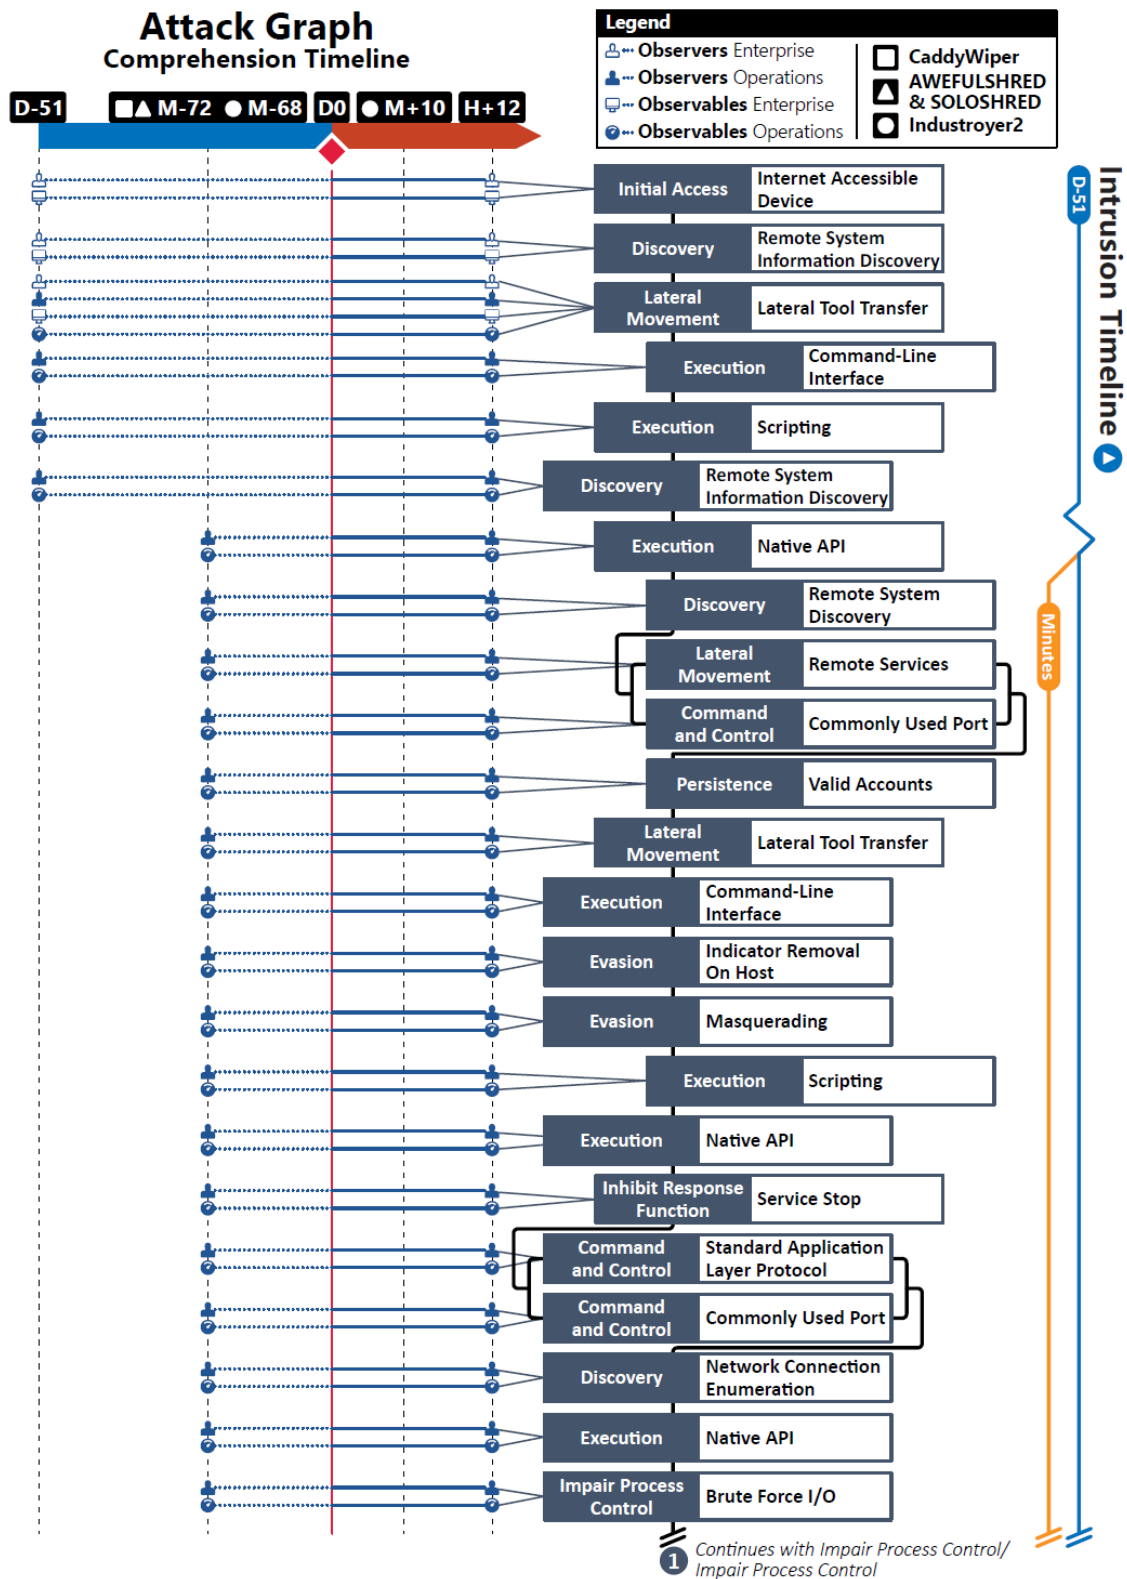 Attack Graph
Comprehension Timeline
Legend
Observers Enterprise
Observers Operations
Observables Enterprise
Observables Operations
CaddyWiper
AWEFULSHRED
& SOLOSHRED
Industroyer2
D-51
M-72
M-68
D0
M+10
H+12
Intrusion Timeline
D-51
Minutes
Initial Access
Internet Accessible
Device
Discovery
Remote System
Information Discovery
Lateral
Movement
Lateral Tool Transfer
Execution
Command-Line
Interface
Execution
Scripting
Discovery
Remote System
Information Discovery
Execution
Native API
Discovery
Remote System
Discovery
Lateral
Movement
Remote Services
Command
and Control
Commonly Used Port
Persistence
Valid Accounts
Lateral
Movement
Lateral Tool Transfer
Execution
Command-Line
Interface
Evasion
Indicator Removal
On Host
Evasion
Masquerading
Execution
Scripting
Execution
Native API
Inhibit Response
Function
Service Stop
Command
and Control
Standard Application
Layer Protocol
Command
and Control
Commonly Used Port
Discovery
Network Connection
Enumeration
Execution
Native API
Impair Process
Control
Brute Force I/O
1
Continues with Impair Process Control/
Impair Process Control